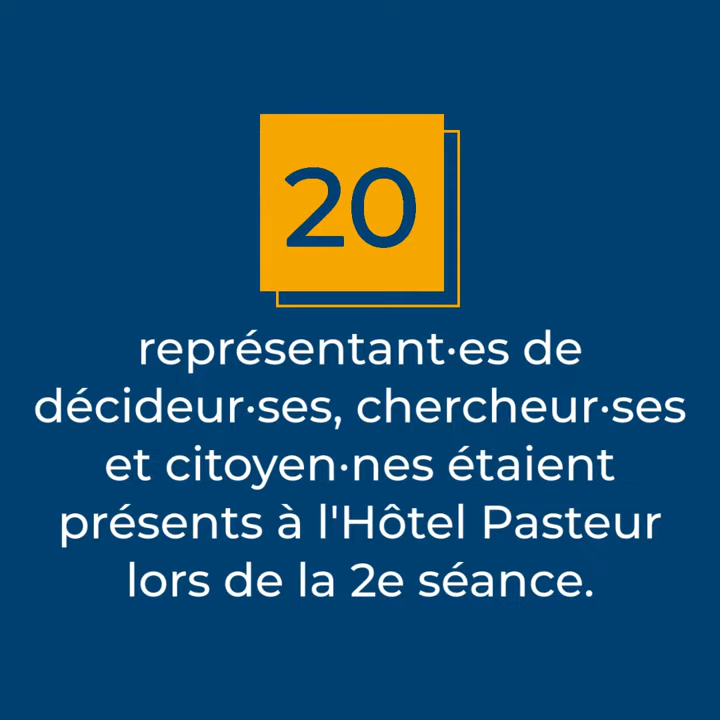 20
représentant·es de
décideur·ses, chercheur·ses
et citoyen·nes étaient
présents à l'Hôtel Pasteur
lors de la 2e séance.